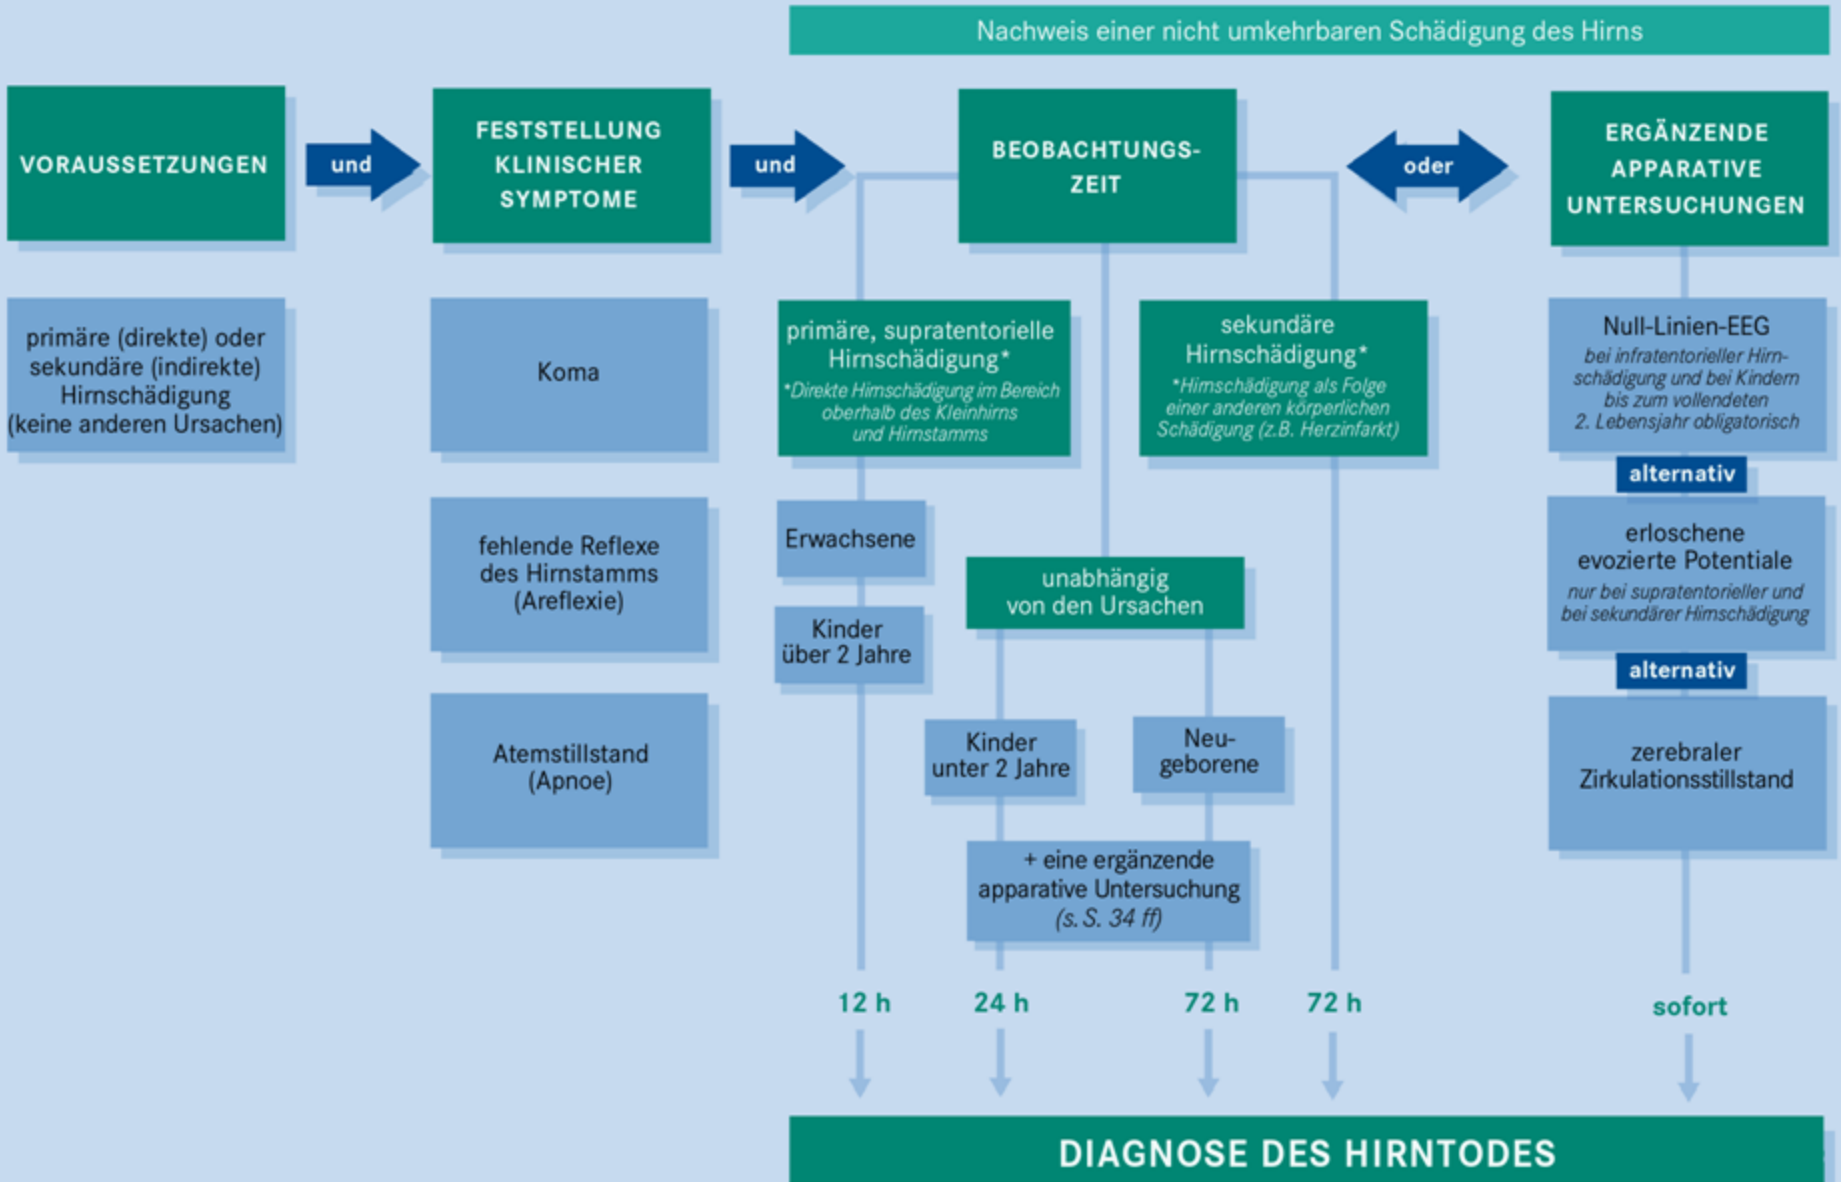 Nachweis einer nicht umkehrbaren Schädigung des Hirns
VORAUSSETZUNGEN
und
FESTSTELLUNG
KLINISCHER
SYMPTOME
und
BEOBACHTUNGS-
ZEIT
oder
ERGÄNZENDE
APPARATIVE
UNTERSUCHUNGEN
primäre (direkte) oder
sekundäre (indirekte)
Hirnschädigung
(keine anderen Ursachen)
Koma
fehlende Reflexe
des Hirnstamms
(Areflexie)
Atemstillstand
(Apnoe)
primäre, supratentorielle
Hirnschädigung*
*Direkte Hirnschädigung im Bereich
oberhalb des Kleinhirns
und Hirnstamms
Erwachsene
Kinder
über 2 Jahre
unabhängig
von den Ursachen
Kinder
unter 2 Jahre
Neu-
geborene
+ eine ergänzende
apparative Untersuchung
(s. S. 34 ff)
sekundäre
Hirnschädigung*
*Hirnschädigung als Folge
einer anderen körperlichen
Schädigung (z.B. Herzinfarkt)
Null-Linien-EEG
bei infratentorieller Hirn-
schädigung und bei Kindern
bis zum vollendeten
2. Lebensjahr obligatorisch
alternativ
erloschene
evozierte Potentiale
nur bei supratentorieller und
bei sekundärer Hirnschädigung
alternativ
zerebraler
Zirkulationsstillstand
12 h
24 h
72 h
72 h
sofort
DIAGNOSE DES HIRNTODES